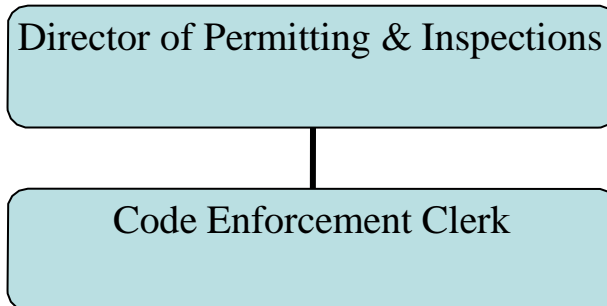 Director of Permitting & Inspections
Code Enforcement Clerk